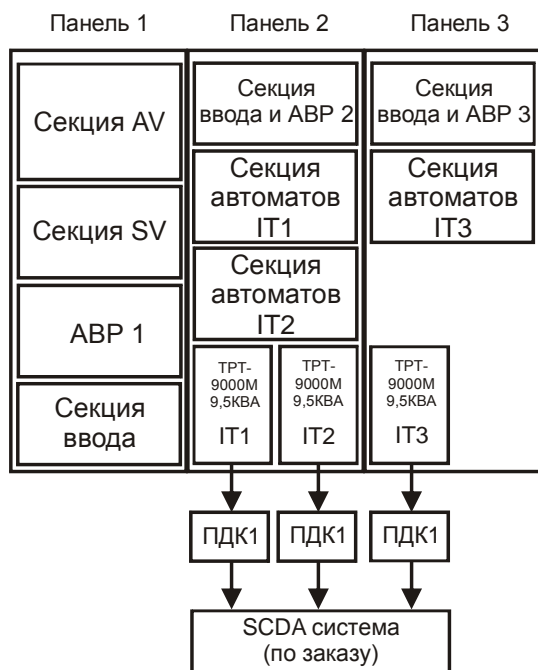 Панель 1
Панель 2
Панель 3
Секция AV
Секция SV
АВР 1
Секция
ввода
Секция
ввода и АВР 2
Секция
автоматов
IT1
Секция
автоматов
IT2
ТРТ-
9000М
9,5КВА
IT1
ТРТ-
9000М
9,5КВА
IT2
Секция
ввода и АВР 3
Секция
автоматов
IT3
ТРТ-
9000М
9,5КВА
IT3
ПДК1
ПДК1
ПДК1
SCDA система
(по заказу)